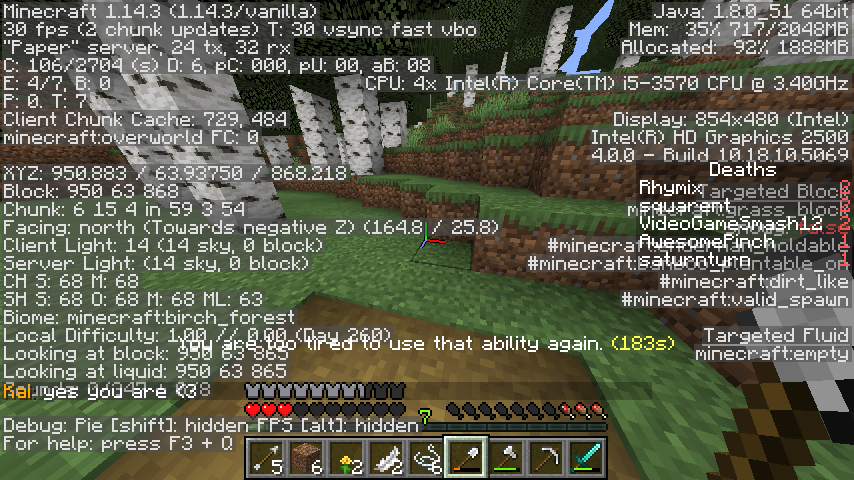 Minecraft 1.14.3 (1.14.3/vanilla)
30 fps (2 chunk updates) T: 30 vsync fast vbo
"Paper" server, 24 tx, 32 rx
C: 106/2704 (s) D: 6, pC: 000, pU: 00, aB: 08
E: 4/7, B: 0
P: 0. T: 7
Client Chunk Cache: 729, 484
minecraft:overworld FC: 0
XYZ: 950.883 / 63.93750 / 868.218
Block: 950 63 868
Chunk: 6 15 4 in 59 3 54
Facing: north (Towards negative Z) (164.8 / 25.8)
Client Light: 14 (14 sky, 0 block)
Server Light: (14 sky, 0 block)
CH S: 68 M: 68
SH S: 68 O: 68 M: 68 ML: 63
Biome: minecraft:birch_forest
Local Difficulty: 1.00 // 0.00 (Day 260)
Looking at block: 950 63 865
Looking at liquid: 950 63 865
Debug: Pie [shift]: hidden FPS [alt]: hidden
For help: press F3 + Q
Java: 1.8.0_51 64bit
Mem: 35% 717/2048MB
Allocated: 92% 1888MB
CPU: 4x Intel(R) Core(TM) i5-3570 CPU @ 3.40GHz
Display: 854x480 (Intel)
Intel(R) HD Graphics 2500
4.0.0 - Build 10.18.10.5069
Deaths
Rhymix
squarent
VideoGameSmash12
AwesomePinch
saturnturn
Targeted Block
#minecraft:dirt_like
#minecraft:valid_spawn
Targeted Fluid
minecraft:empty
You are too tired to use that ability again. (183s)
Kal: yes you are <3
7
5 6 2 2 6